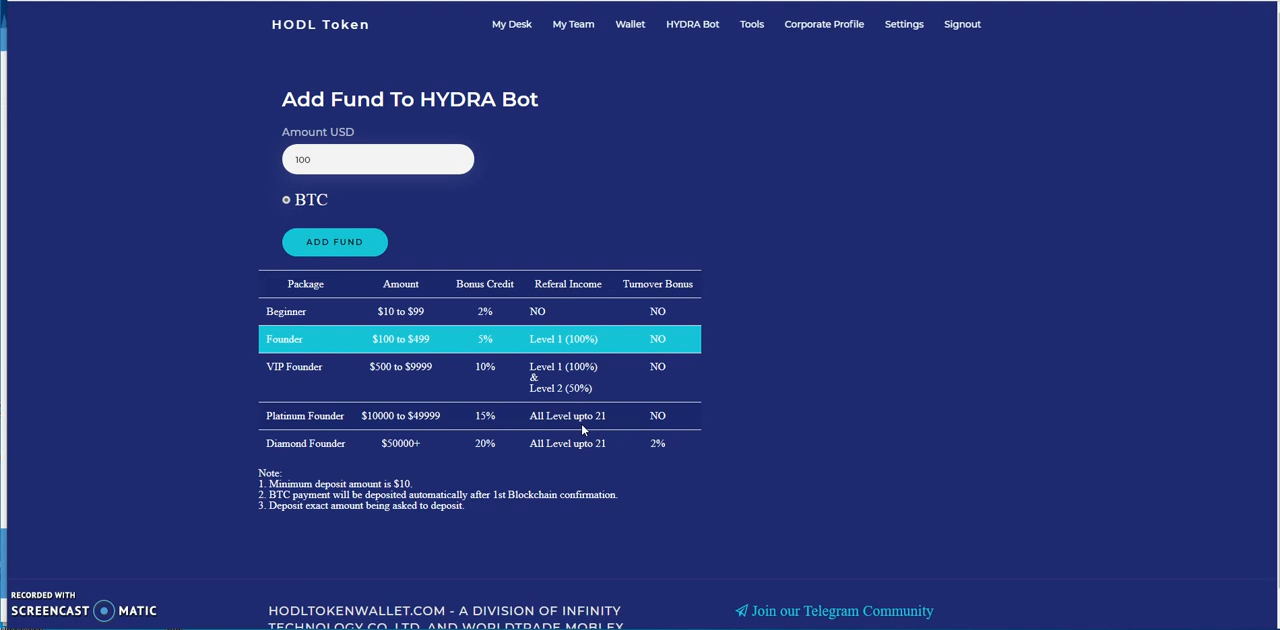 HODL Token
My Desk My Team Wallet HYDRA Bot Tools Corporate Profile Settings Signout
Add Fund To HYDRA Bot
Amount USD
100
BTC
ADD FUND
Package Amount Bonus Credit Referal Income Turnover Bonus
Beginner $10 to $99 2% NO NO
Founder $100 to $499 5% Level 1 (100%) NO
VIP Founder $500 to $9999 10% Level 1 (100%) NO
&
Level 2 (50%)
Platinum Founder $10000 to $49999 15% All Level upto 21 NO
Diamond Founder $50000+ 20% All Level upto 21 2%
Note:
1. Minimum deposit amount is $10.
2. BTC payment will be deposited automatically after 1st Blockchain confirmation.
3. Deposit exact amount being asked to deposit.
RECORDED WITH
SCREENCAST MATIC
HODLTOKENWALLET.COM - A DIVISION OF INFINITY
TECHNOLOGY CO. LTD. AND WORLDTRADE MOBLEX
Join our Telegram Community